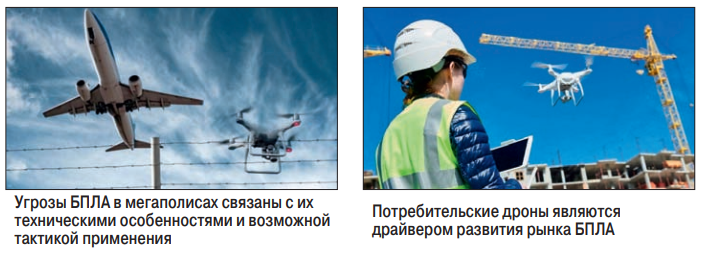 Угрозы БПЛА в мегаполисах связаны с их
техническими особенностями и возможной
тактикой применения
Потребительские дроны являются
драйвером развития рынка БПЛА